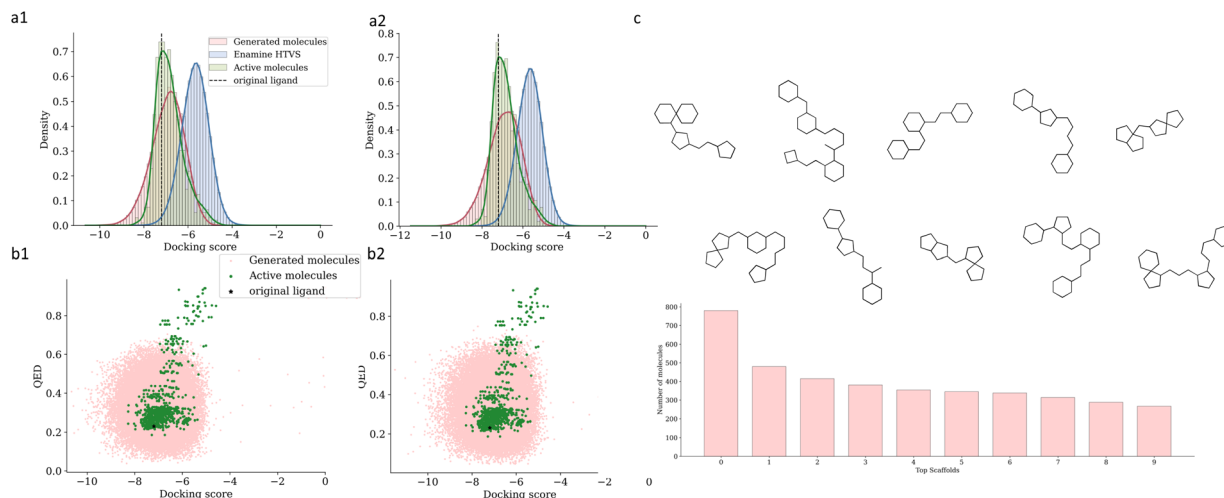 a1
Generated molecules
Enamine HTVS
Active molecules
original ligand
Density
0.7
0.6
0.5
0.4
0.3
0.2
0.1
0.0
−10 −8 −6 −4 −2 0
Docking score
a2
Density
0.8
0.7
0.6
0.5
0.4
0.3
0.2
0.1
0.0
−12 −10 −8 −6 −4 −2 0
Docking score
b1
Generated molecules
Active molecules
original ligand
QED
0.8
0.6
0.4
0.2
0.0
−10 −8 −6 −4 −2 0
Docking score
b2
QED
0.8
0.6
0.4
0.2
−10 −8 −6 −4 −2
Docking score
0
c
Number of molecules
800
700
600
500
400
300
200
100
0
0 1 2 3 4 5 6 7 8 9
Top Scaffolds